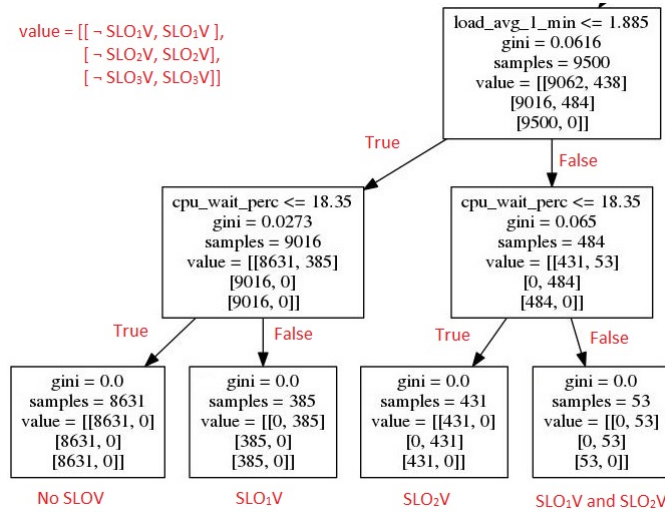 value = [[ ¬ SLO₁V, SLO₁V ],
[ ¬ SLO₂V, SLO₂V],
[ ¬ SLO₃V, SLO₃V]]
load_avg_1_min <= 1.885
gini = 0.0616
samples = 9500
value = [[9062, 438]
[9016, 484]
[9500, 0]]
True
False
cpu_wait_perc <= 18.35
gini = 0.0273
samples = 9016
value = [[8631, 385]
[9016, 0]
[9016, 0]]
cpu_wait_perc <= 18.35
gini = 0.065
samples = 484
value = [[431, 53]
[0, 484]
[484, 0]]
True
False
True
False
gini = 0.0
samples = 8631
value = [[8631, 0]
[8631, 0]
[8631, 0]]
gini = 0.0
samples = 385
value = [[0, 385]
[385, 0]
[385, 0]]
gini = 0.0
samples = 431
value = [[431, 0]
[0, 431]
[431, 0]]
gini = 0.0
samples = 53
value = [[0, 53]
[0, 53]
[53, 0]]
No SLOV
SLO₁V
SLO₂V
SLO₁V and SLO₂V